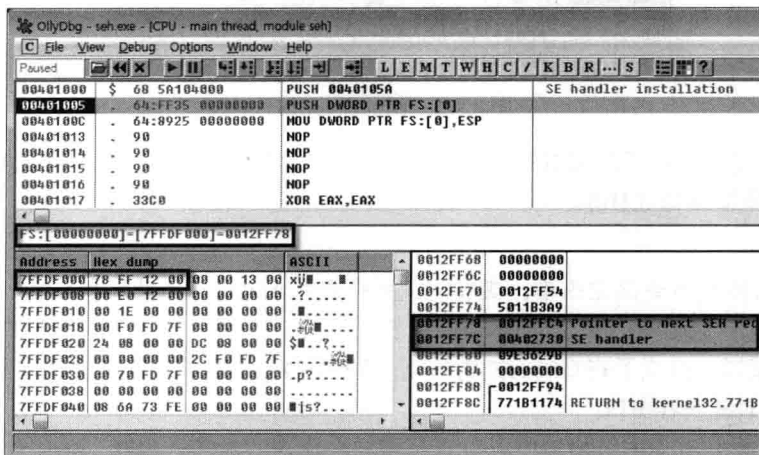 OllyDbg - seh.exe - [CPU - main thread, module seh]
C File View Debug Options Window Help
Paused L E M T W H C / K B R ... S ?
00401000 $ 68 5A104000 PUSH 0040105A SE handler installation
00401005 . 64:FF35 00000000 PUSH DWORD PTR FS:[0]
0040100C . 64:8925 00000000 MOV DWORD PTR FS:[0],ESP
00401013 . 90 NOP
00401014 . 90 NOP
00401015 . 90 NOP
00401016 . 90 NOP
00401017 . 33C0 XOR EAX,EAX
FS:[00000000]=[7FFDF000]=0012FF78
Address Hex dump ASCII
7FFDF000 78 FF 12 00 00 00 13 00
7FFDF008 00 E0 12 00 00 00 00 00 .?......
7FFDF010 00 1E 00 00 00 00 00 00
7FFDF018 00 F0 FD 7F 00 00 00 00
7FFDF020 24 08 00 00 DC 08 00 00
7FFDF028 00 00 00 00 2C F0 FD 7F
7FFDF030 00 70 FD 7F 00 00 00 00 .p?....
7FFDF038 00 00 00 00 00 00 00 00 ........
7FFDF040 08 6A 73 FE 00 00 00 00
0012FF68 00000000
0012FF6C 00000000
0012FF70 0012FF54
0012FF74 5011B3A9
0012FF78 0012FFC4 Pointer to next SEH rec
0012FF7C 00402730 SE handler
0012FF80 09E36298
0012FF84 00000000
0012FF88 0012FF94
0012FF8C 771B1174 RETURN to kernel32.771B